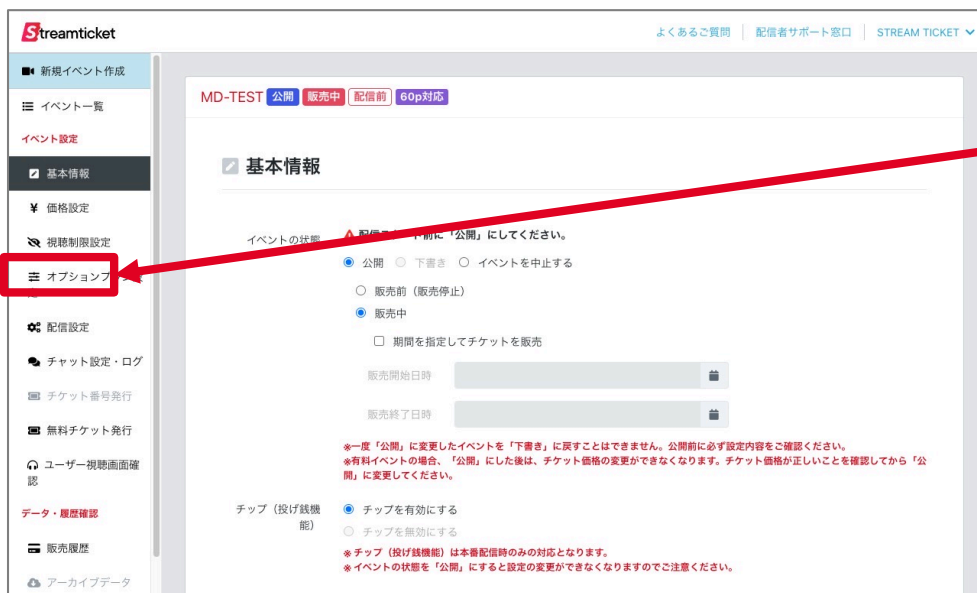 Streamticket
よくあるご質問
配信者サポート窓口
STREAM TICKET
新規イベント作成
イベント一覧
イベント設定
基本情報
¥ 価格設定
視聴制限設定
オプションプ
配信設定
チャット設定・ログ
チケット番号発行
無料チケット発行
ユーザー視聴画面確
認
データ・履歴確認
販売履歴
アーカイブデータ
MD-TEST 公開 販売中 配信前 60p対応
基本情報
イベントの状態
前に「公開」にしてください。
公開 下書き イベントを中止する
販売前（販売停止）
販売中
期間を指定してチケットを販売
販売開始日時
販売終了日時
※一度「公開」に変更したイベントを「下書き」に戻すことはできません。公開前に必ず設定内容をご確認ください。
※有料イベントの場合、「公開」にした後は、チケット価格の変更ができなくなります。チケット価格が正しいことを確認してから「公
開」に変更してください。
チップ（投げ銭機
能）
チップを有効にする
チップを無効にする
※ チップ（投げ銭機能）は本番配信時のみの対応となります。
※ イベントの状態を「公開」にすると設定の変更ができなくなりますのでご注意ください。